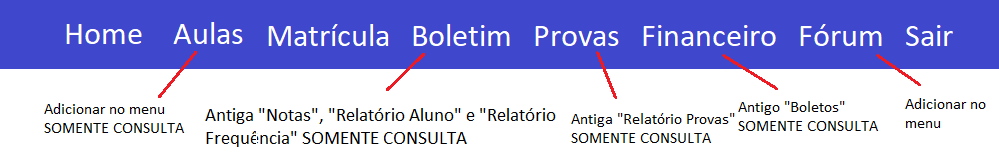 Home Aulas Matrícula Boletim Provas Financeiro Fórum Sair
Adicionar no menu
SOMENTE CONSULTA
Antiga "Notas", "Relatório Aluno" e "Relatório
Frequência" SOMENTE CONSULTA
Antiga "Relatório Provas"
SOMENTE CONSULTA
Antigo "Boletos"
SOMENTE CONSULTA
Adicionar no
menu